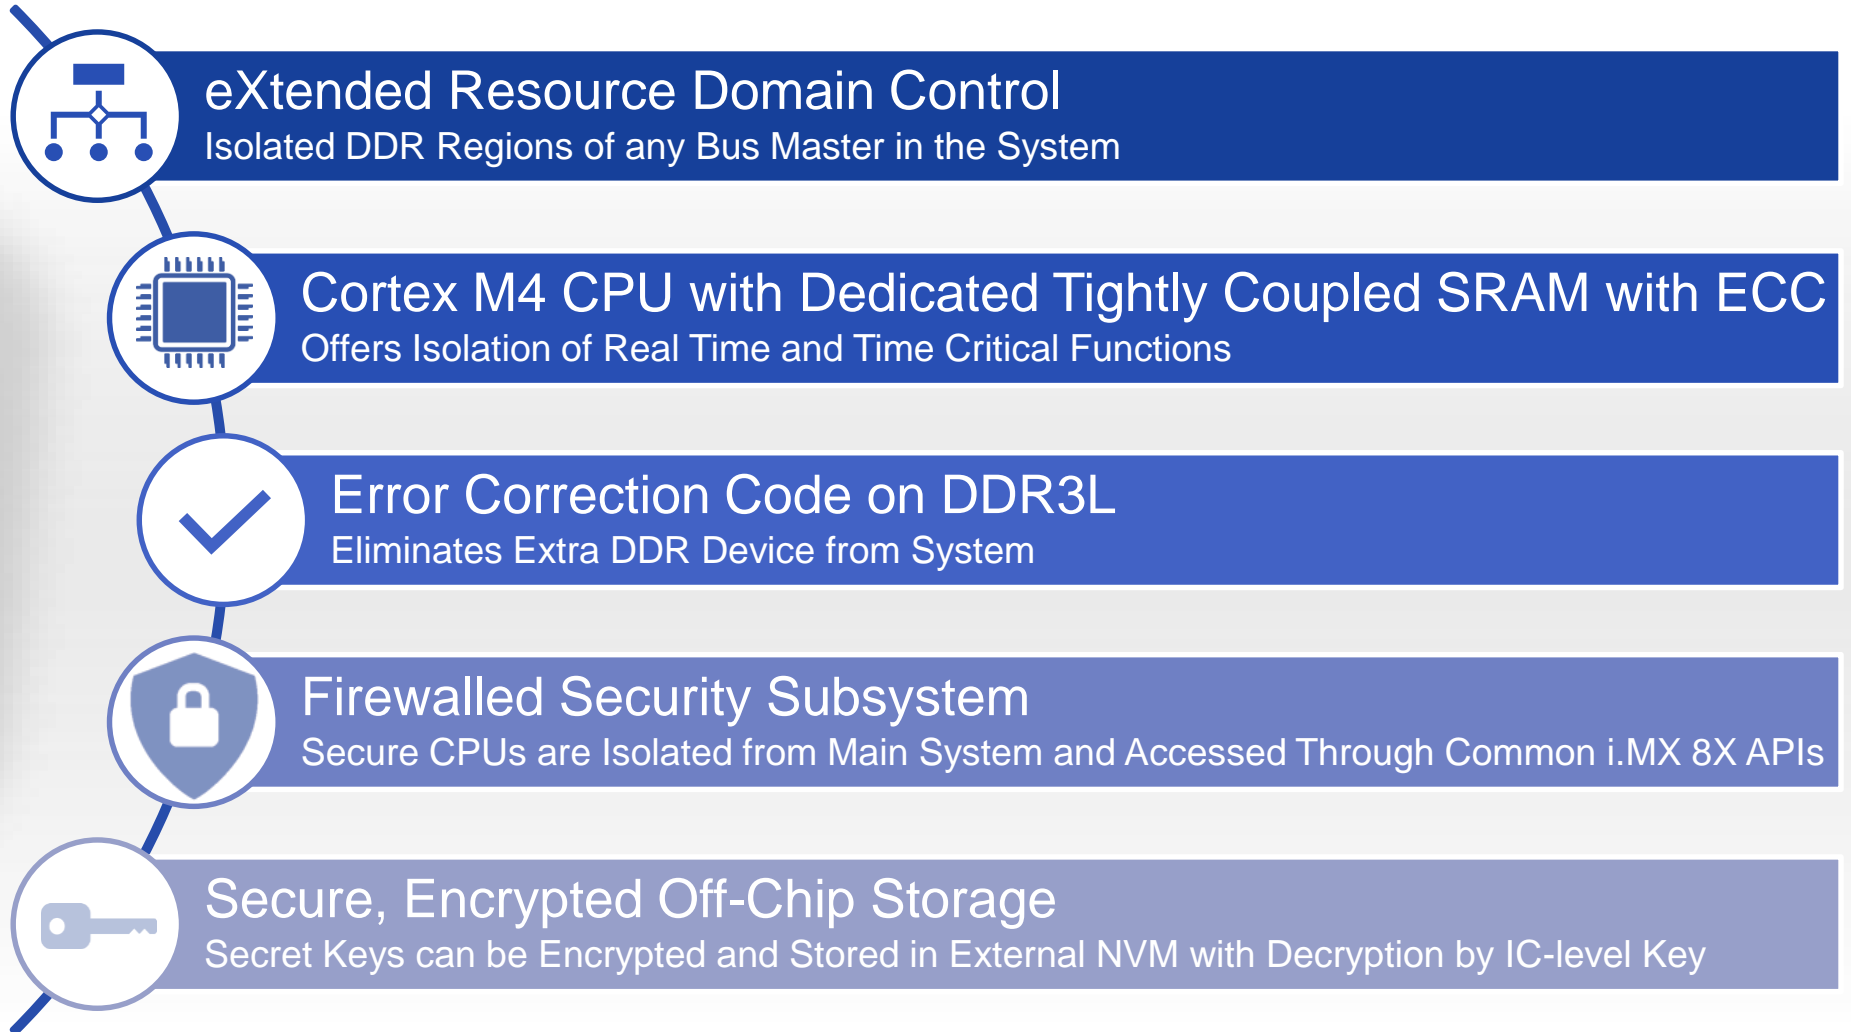 eXtended Resource Domain Control
Isolated DDR Regions of any Bus Master in the System
Cortex M4 CPU with Dedicated Tightly Coupled SRAM with ECC
Offers Isolation of Real Time and Time Critical Functions
Error Correction Code on DDR3L
Eliminates Extra DDR Device from System
Firewalled Security Subsystem
Secure CPUs are Isolated from Main System and Accessed Through Common i.MX 8X APIs
Secure, Encrypted Off-Chip Storage
Secret Keys can be Encrypted and Stored in External NVM with Decryption by IC-level Key